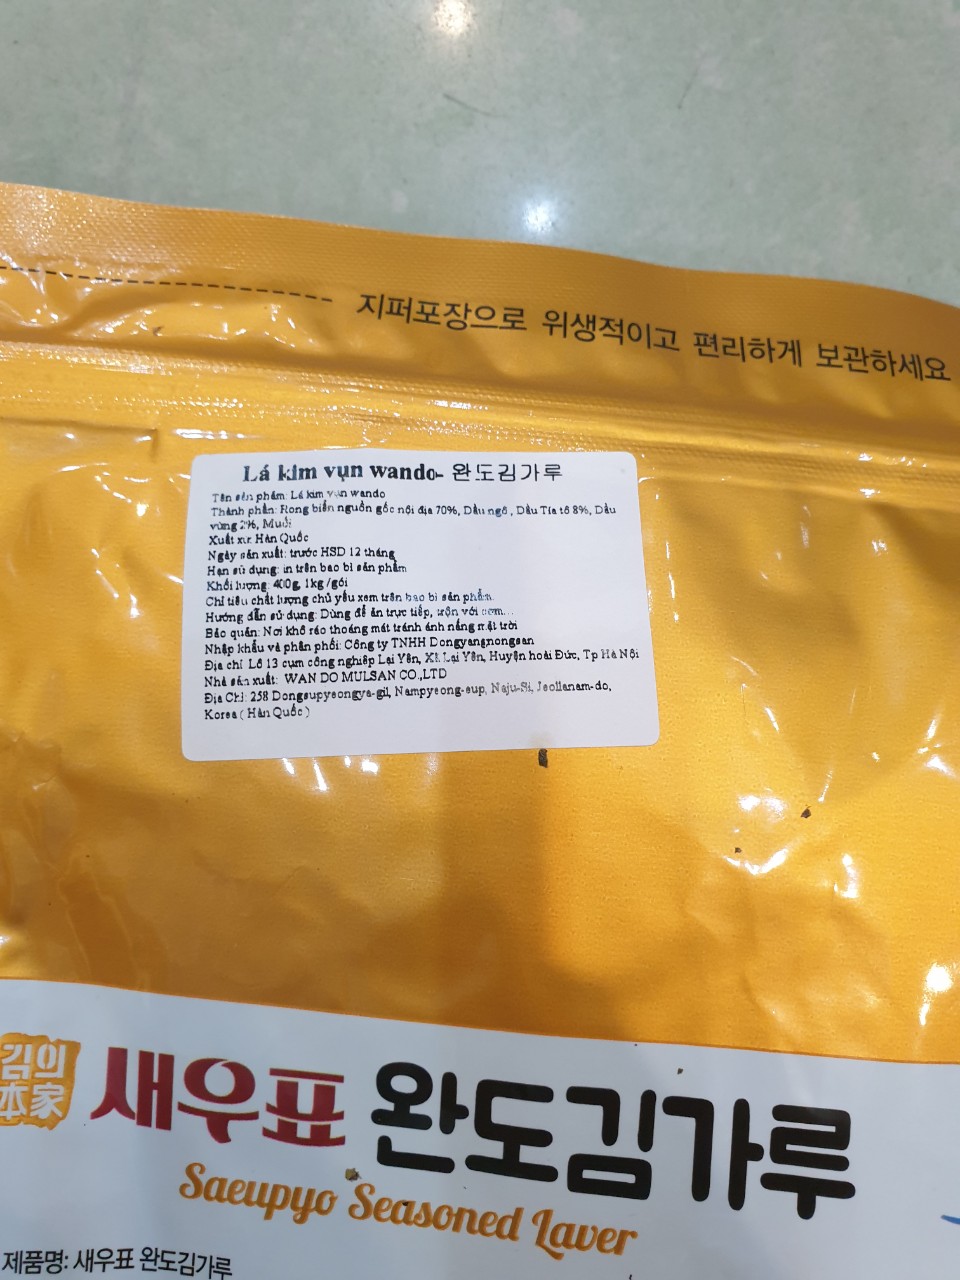 지퍼포장으로 위생적이고 편리하게 보관하세요
Lá kim vụn wando- 완도김가루
Tên sản phẩm: Lá kim vụn wando
Thành phần: Rong biển nguồn gốc nội địa 70%, Dầu ngô, Dầu Tía tô 8%, Dầu
vừng 2%, Muối
Xuất xứ: Hàn Quốc
Ngày sản xuất: trước HSD 12 tháng
Hạn sử dụng: in trên bao bì sản phẩm
Khối lượng: 400g, 1kg /gói
Chỉ tiêu chất lượng chủ yếu xem trên bao bì sản phẩm.
Hướng dẫn sử dụng: Dùng để ăn trực tiếp, trộn với cơm...
Bảo quản: Nơi khô ráo thoáng mát tránh ánh nắng mặt trời
Nhập khẩu và phân phối: Công ty TNHH Dongyangnongsan
Địa chỉ: Lô 13 cụm công nghiệp Lại Yên, Xã Lại Yên, Huyện hoài Đức, Tp Hà Nội
Nhà sản xuất: WAN DO MULSAN CO.,LTD
Địa Chỉ: 258 Dongsupyeongya-gil, Nampyeong-eup, Naju-Si, Jeollanam-do,
Korea ( Hàn Quốc )
김의
本家
새우표 완도김가루
Saeupyo Seasoned Laver
제품명: 새우표 완도김가루